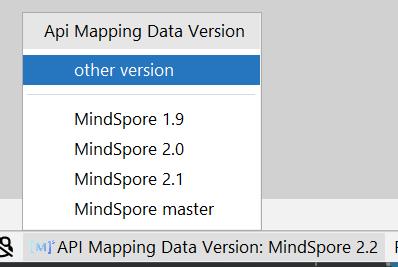 Api Mapping Data Version
other version
MindSpore 1.9
MindSpore 2.0
MindSpore 2.1
MindSpore master
[M]² API Mapping Data Version: MindSpore 2.2